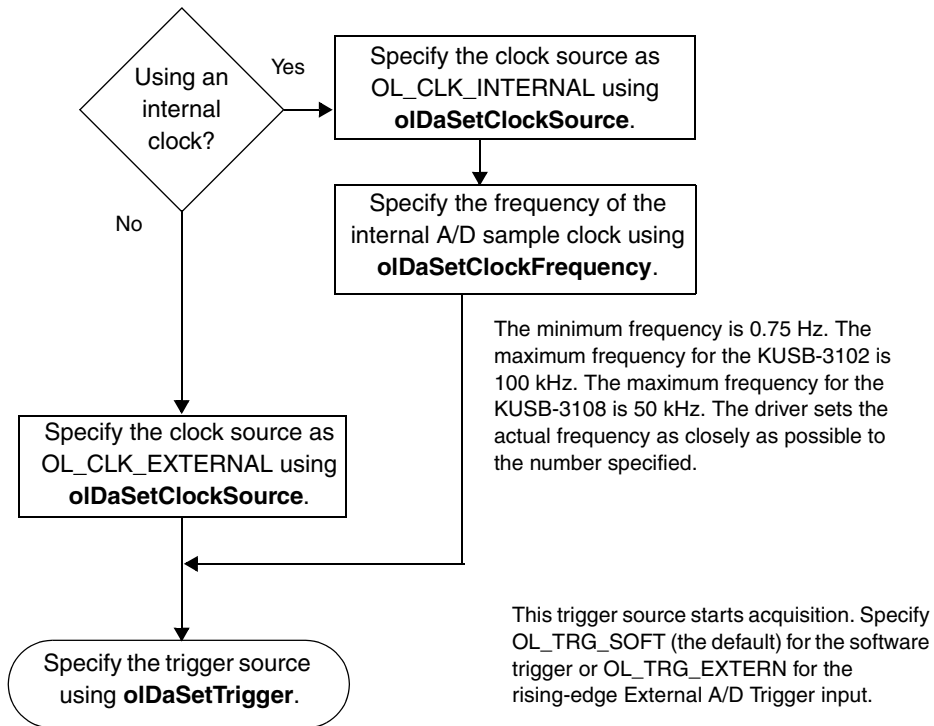 Using an
internal
clock?
Yes
Specify the clock source as
OL_CLK_INTERNAL using
olDaSetClockSource.
Specify the frequency of the
internal A/D sample clock using
olDaSetClockFrequency.
The minimum frequency is 0.75 Hz. The
maximum frequency for the KUSB-3102 is
100 kHz. The maximum frequency for the
KUSB-3108 is 50 kHz. The driver sets the
actual frequency as closely as possible to
the number specified.
No
Specify the clock source as
OL_CLK_EXTERNAL using
olDaSetClockSource.
Specify the trigger source
using olDaSetTrigger.
This trigger source starts acquisition. Specify
OL_TRG_SOFT (the default) for the software
trigger or OL_TRG_EXTERN for the
rising-edge External A/D Trigger input.